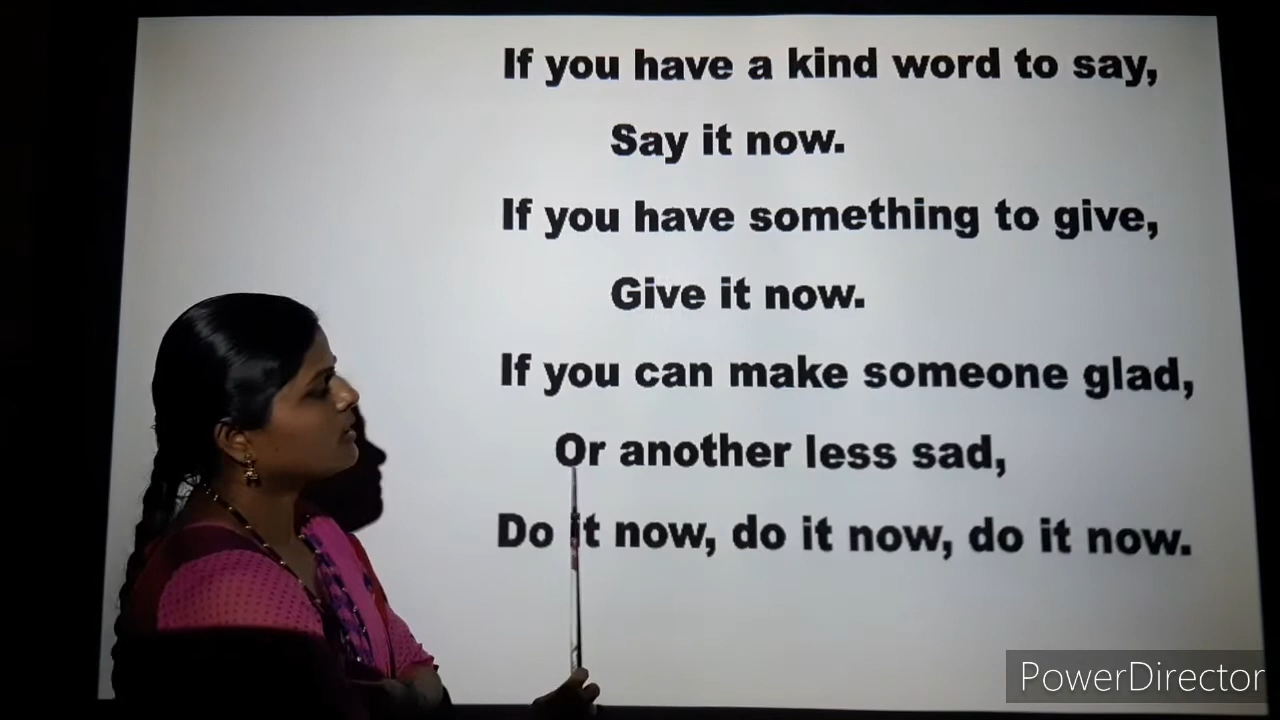 If you have a kind word to say,
Say it now.
If you have something to give,
Give it now.
If you can make someone glad,
Or another less sad,
Do it now, do it now, do it now.
PowerDirector